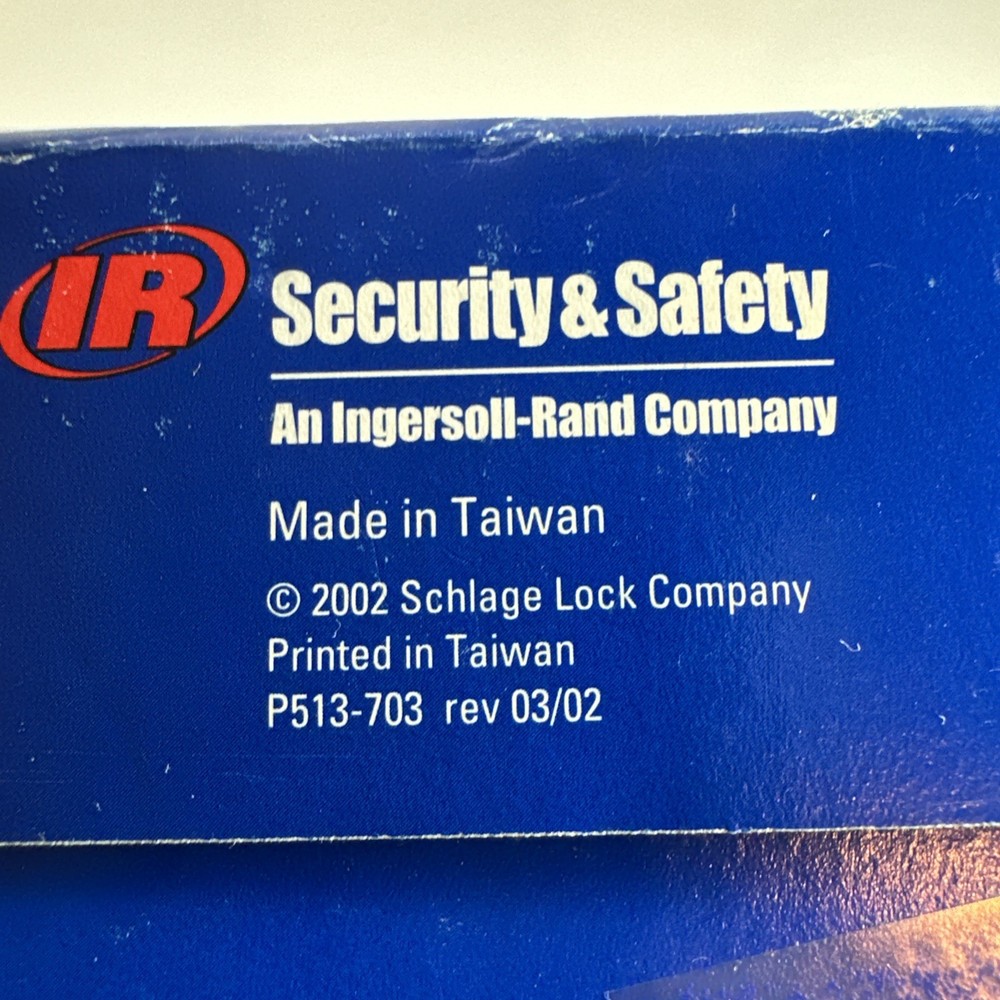 IR
Security & Safety
An Ingersoll-Rand Company
Made in Taiwan
© 2002 Schlage Lock Company
Printed in Taiwan
P513-703 rev 03/02